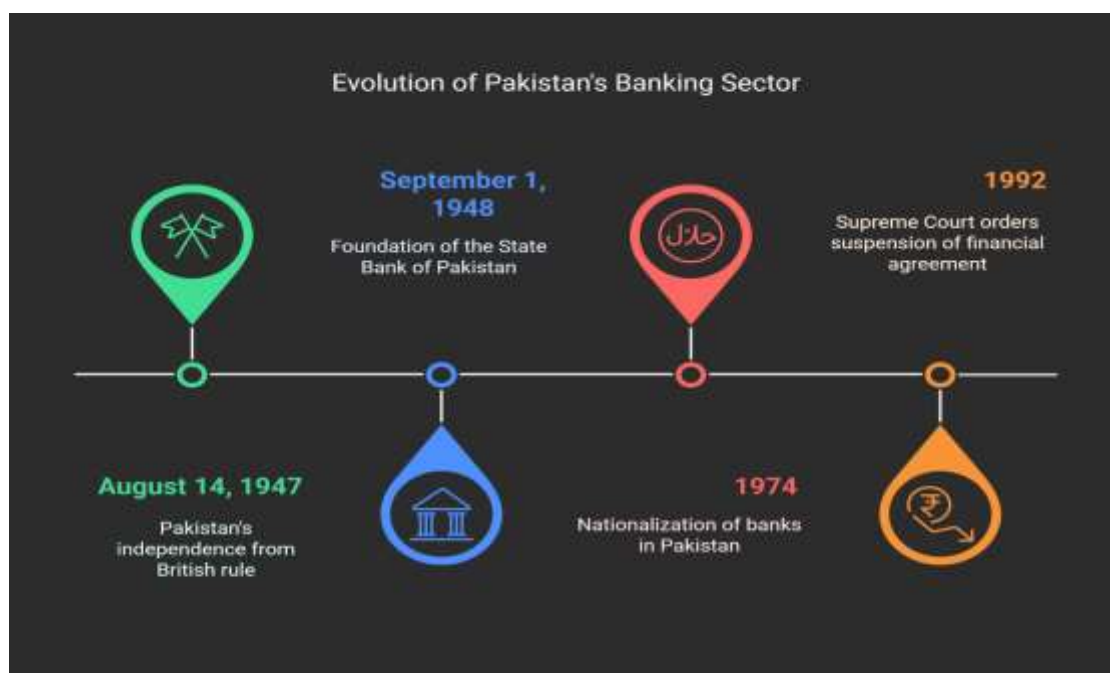 Evolution of Pakistan's Banking Sector
August 14, 1947
Pakistan's
independence from
British rule
September 1,
1948
Foundation of the State
Bank of Pakistan
حلال
1974
Nationalization of banks
in Pakistan
1992
Supreme Court orders
suspension of financial
agreement
₹